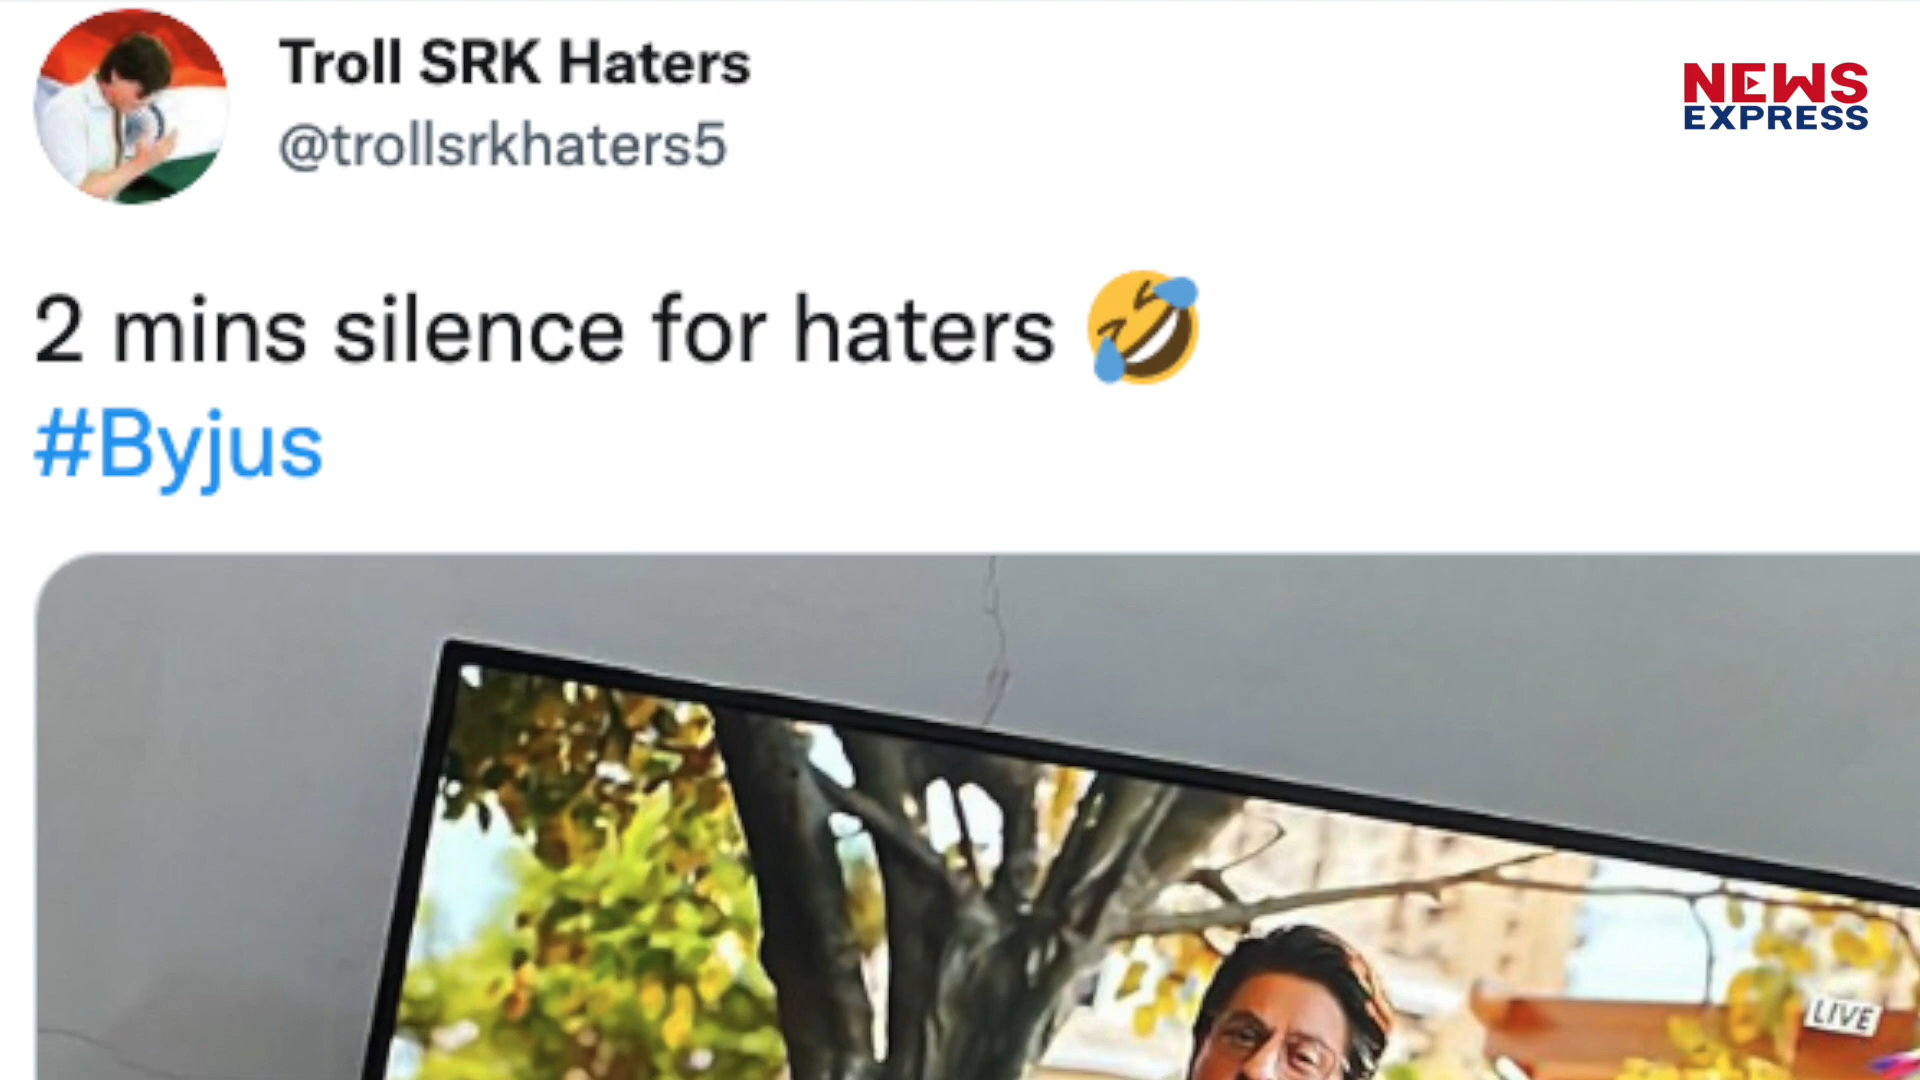 Troll SRK Haters
@trollsrkhaters5
NEWS
EXPRESS
2 mins silence for haters 🤣
#Byjus
LIVE